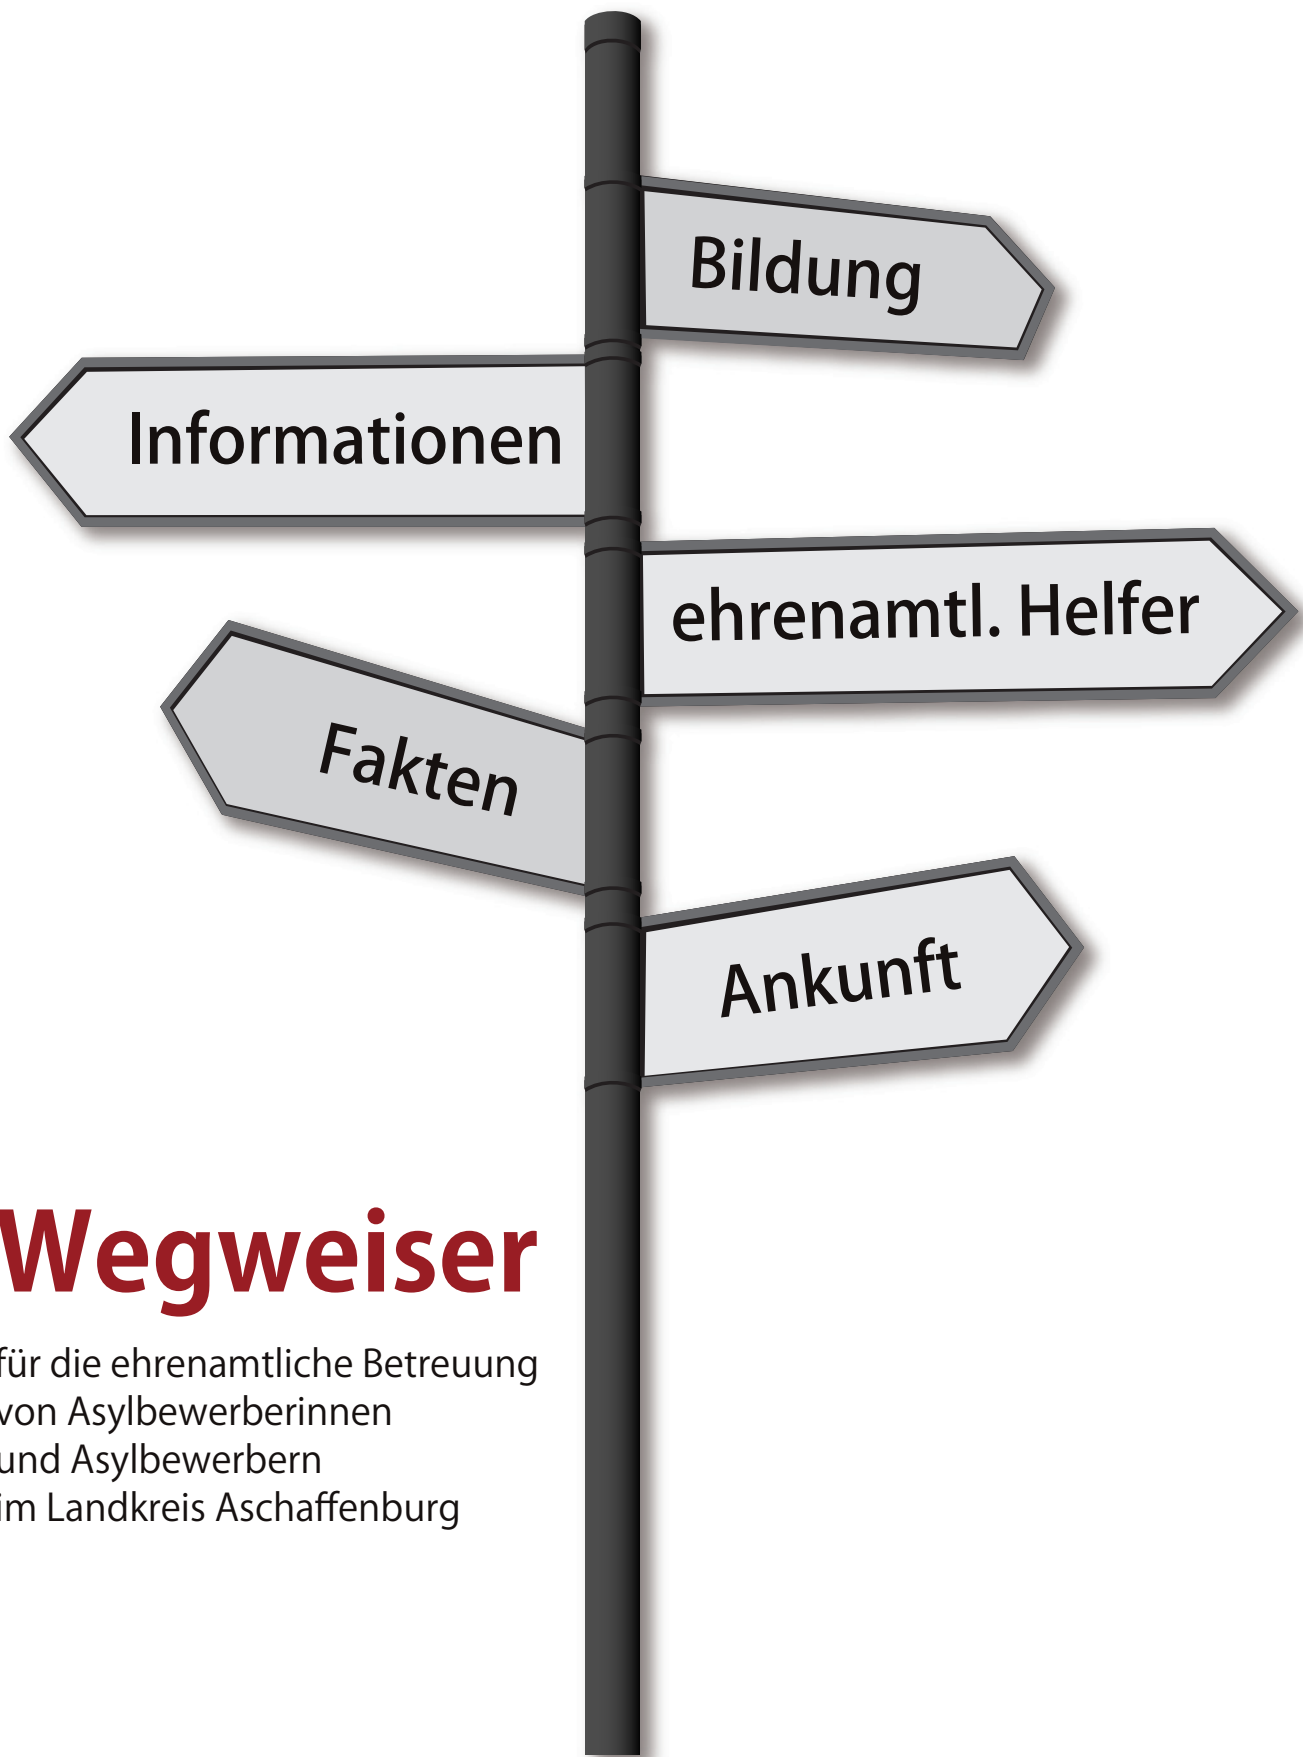 Bildung
Informationen
ehrenamtl. Helfer
Fakten
Ankunft
Wegweiser
für die ehrenamtliche Betreuung
von Asylbewerberinnen
und Asylbewerbern
im Landkreis Aschaffenburg